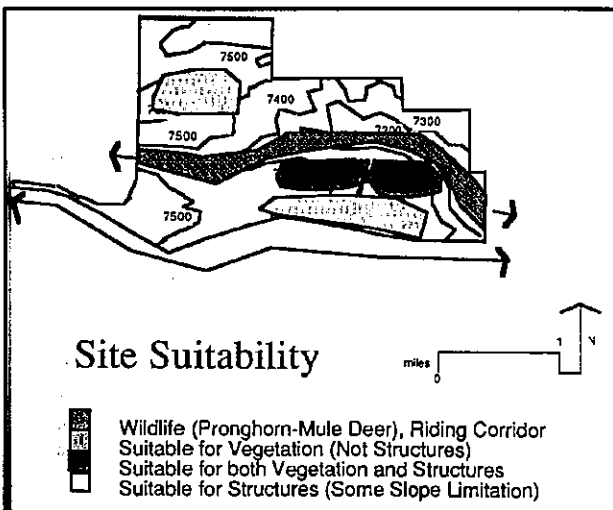 7500
7400
7300
7500
7200
7500
Site Suitability
miles
0
1
N
Wildlife (Pronghorn-Mule Deer), Riding Corridor
Suitable for Vegetation (Not Structures)
Suitable for both Vegetation and Structures
Suitable for Structures (Some Slope Limitation)